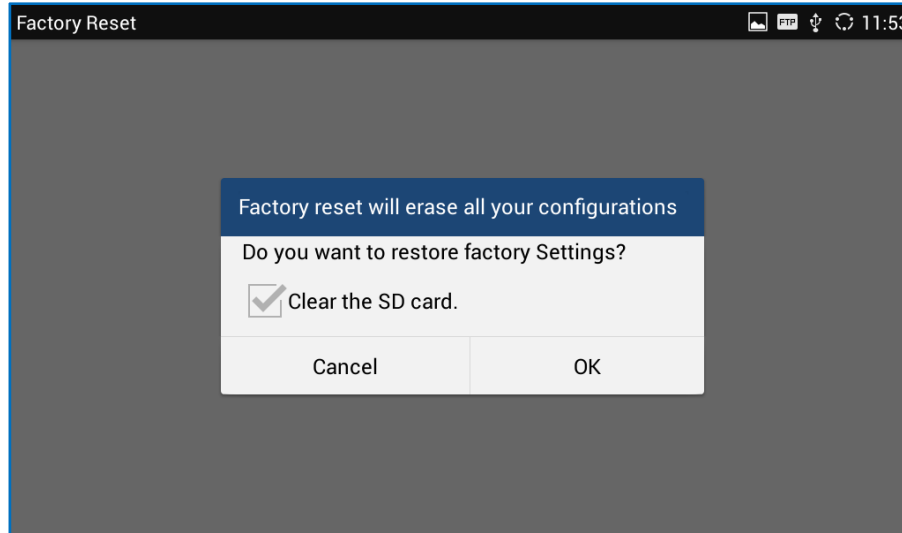 Factory Reset
FTP 11:53
Factory reset will erase all your configurations
Do you want to restore factory Settings?
Clear the SD card.
Cancel
OK